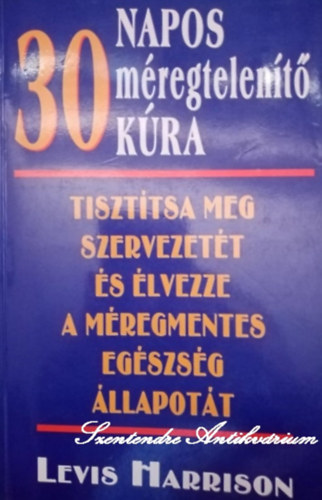 30 NAPOS
méregtelenítő
KÚRA
TISZTÍTSA MEG
SZERVEZETÉT
ÉS ÉLVEZZE
A MÉREGMENTES
EGÉSZSÉG
ÁLLAPOTÁT
Szentendre Antikvárium
LEVIS HARRISON